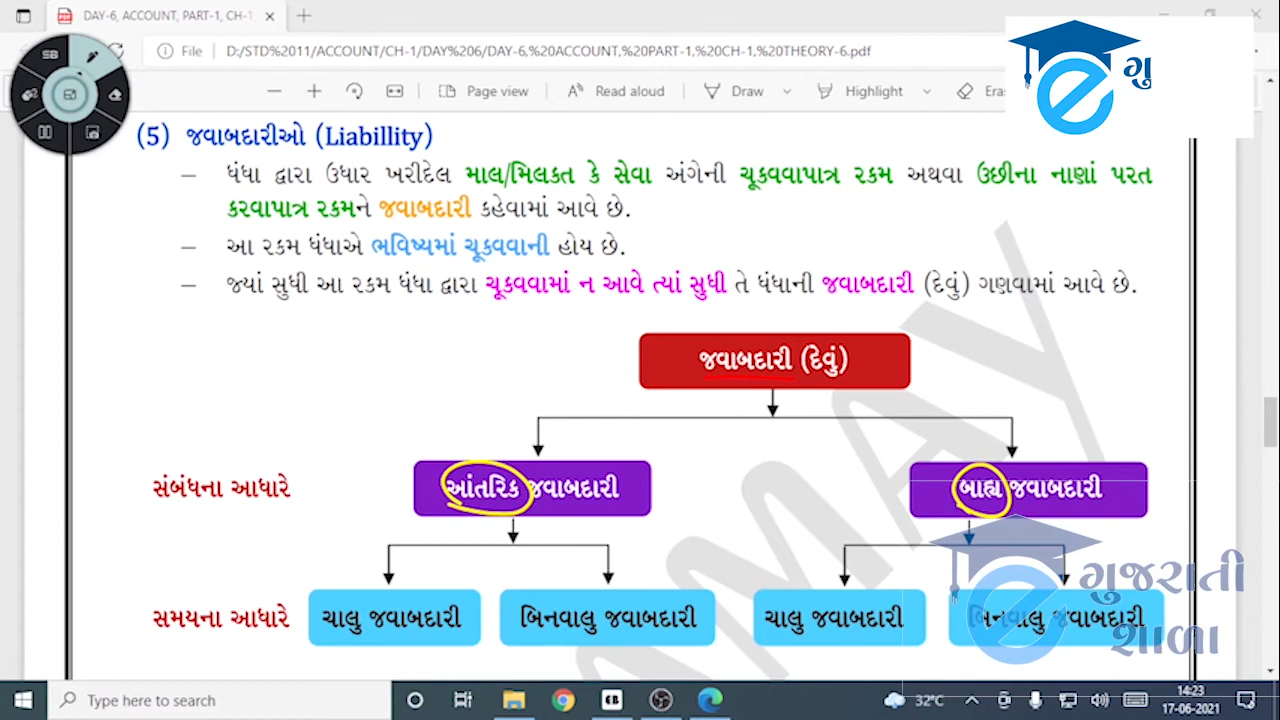 DAY-6, ACCOUNT, PART-1, CH-1,
File D:/STD%2011/ACCOUNT/CH-1/DAY%206/DAY-6,%20ACCOUNT,%20PART-1,%20CH-1,%20THEORY-6.pdf
ગુ
Page view Read aloud Draw Highlight Eras
(5) જવાબદારીઓ (Liabillity)
– ધંધા દ્વારા ઉધાર ખરીદેલ માલ/મિલકત કે સેવા અંગેની ચૂકવવાપાત્ર રકમ અથવા ઉછીના નાણાં પરત
કરવાપાત્ર રકમને જવાબદારી કહેવામાં આવે છે.
– આ રકમ ધંધાએ ભવિષ્યમાં ચૂકવવાની હોય છે.
– જ્યાં સુધી આ રકમ ધંધા દ્વારા ચૂકવવામાં ન આવે ત્યાં સુધી તે ધંધાની જવાબદારી (દેવું) ગણવામાં આવે છે.
જવાબદારી (દેવું)
સંબંધના આધારે આંતરિક જવાબદારી બાહ્ય જવાબદારી
સમયના આધારે ચાલુ જવાબદારી બિનચાલુ જવાબદારી ચાલુ જવાબદારી બિનચાલુ જવાબદારી
ગુજરાતી
શાળા
Type here to search
32°C
14:23
17-06-2021